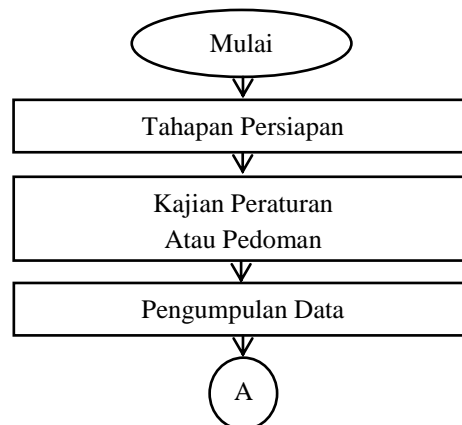 Mulai
Tahapan Persiapan
Kajian Peraturan
Atau Pedoman
Pengumpulan Data
A